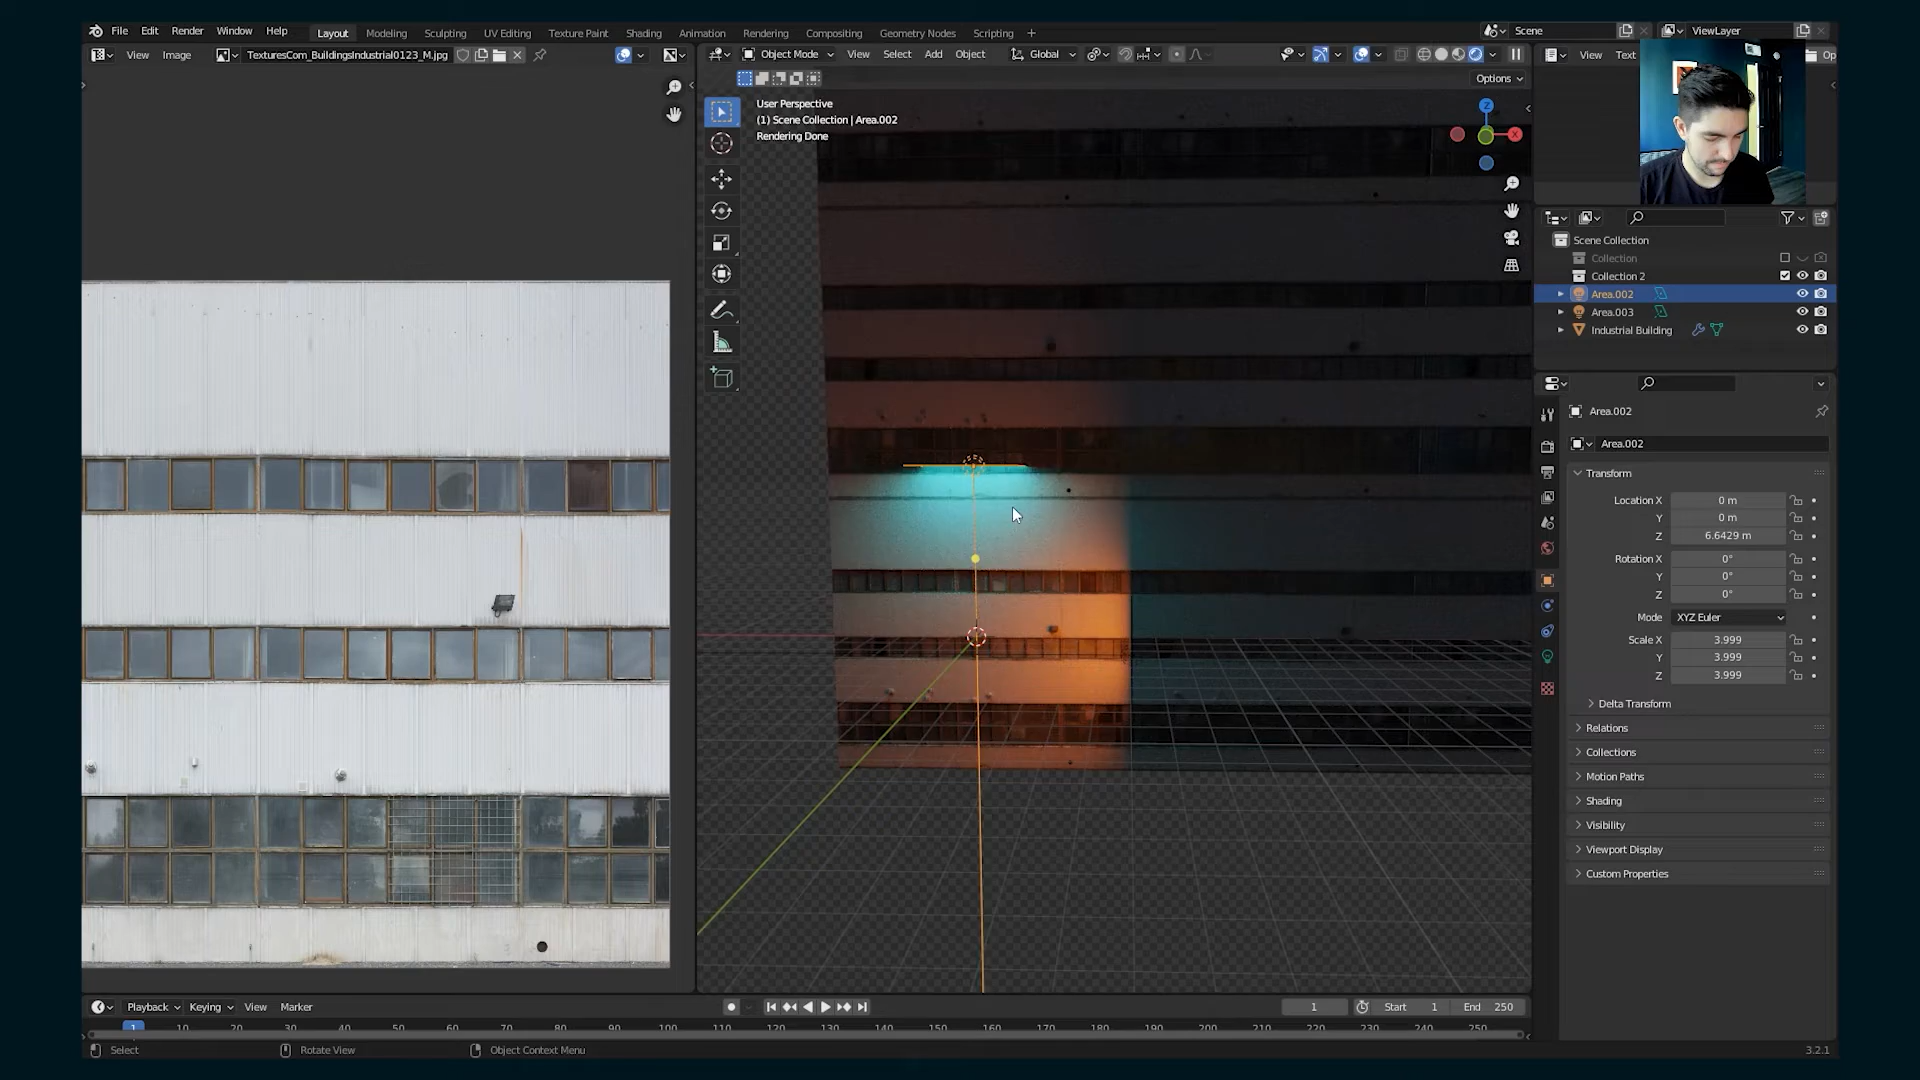 File Edit Render Window Help Layout Modeling Sculpting UV Editing Texture Paint Shading Animation Rendering Compositing Geometry Nodes Scripting + Scene ViewLayer
View Image TexturesCom_BuildingsIndustrial0123_M.jpg Object Mode View Select Add Object Global View Text Op
Options
User Perspective
(1) Scene Collection | Area.002
Rendering Done
Z
X
Scene Collection
Collection
Collection 2
Area.002
Area.003
Industrial Building
Area.002
Area.002
Transform
Location X 0 m
Y 0 m
Z 6.6429 m
Rotation X 0°
Y 0°
Z 0°
Mode XYZ Euler
Scale X 3.999
Y 3.999
Z 3.999
Delta Transform
Relations
Collections
Motion Paths
Shading
Visibility
Viewport Display
Custom Properties
Playback Keying View Marker 1 Start 1 End 250
1 10 20 30 40 50 60 70 80 90 100 110 120 130 140 150 160 170 180 190 200 210 220 230 240 250
Select Rotate View Object Context Menu 3.2.1